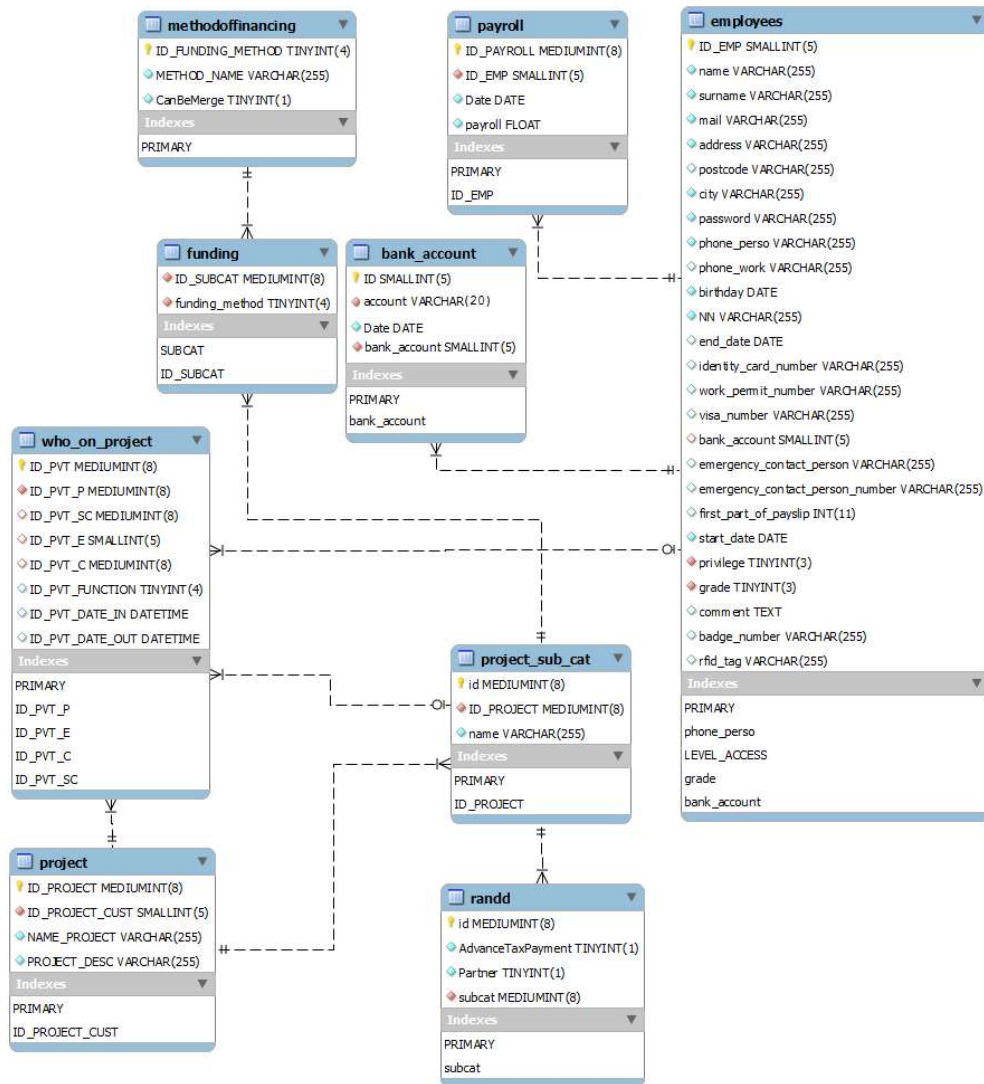 methodoffinancing
ID_FUNDING_METHOD TINYINT(4)
METHOD_NAME VARCHAR(255)
CanBeMerge TINYINT(1)
Indexes
PRIMARY
payroll
ID_PAYROLL MEDIUMINT(8)
ID_EMP SMALLINT(5)
Date DATE
payroll FLOAT
Indexes
PRIMARY
ID_EMP
employees
ID_EMP SMALLINT(5)
name VARCHAR(255)
surname VARCHAR(255)
mail VARCHAR(255)
address VARCHAR(255)
postcode VARCHAR(255)
city VARCHAR(255)
password VARCHAR(255)
phone_perso VARCHAR(255)
phone_work VARCHAR(255)
birthday DATE
NN VARCHAR(255)
end_date DATE
identity_card_number VARCHAR(255)
work_permit_number VARCHAR(255)
visa_number VARCHAR(255)
bank_account SMALLINT(5)
emergency_contact_person VARCHAR(255)
emergency_contact_person_number VARCHAR(255)
first_part_of_payslip INT(11)
start_date DATE
privilege TINYINT(3)
grade TINYINT(3)
comment TEXT
badge_number VARCHAR(255)
rfid_tag VARCHAR(255)
Indexes
PRIMARY
phone_perso
LEVEL_ACCESS
grade
bank_account
funding
ID_SUBCAT MEDIUMINT(8)
funding_method TINYINT(4)
Indexes
SUBCAT
ID_SUBCAT
bank_account
ID SMALLINT(5)
account VARCHAR(20)
Date DATE
bank_account SMALLINT(5)
Indexes
PRIMARY
bank_account
who_on_project
ID_PVT MEDIUMINT(8)
ID_PVT_P MEDIUMINT(8)
ID_PVT_SC MEDIUMINT(8)
ID_PVT_E SMALLINT(5)
ID_PVT_C MEDIUMINT(8)
ID_PVT_FUNCTION TINYINT(4)
ID_PVT_DATE_IN DATETIME
ID_PVT_DATE_OUT DATETIME
Indexes
PRIMARY
ID_PVT_P
ID_PVT_E
ID_PVT_C
ID_PVT_SC
project_sub_cat
id MEDIUMINT(8)
ID_PROJECT MEDIUMINT(8)
name VARCHAR(255)
Indexes
PRIMARY
ID_PROJECT
project
ID_PROJECT MEDIUMINT(8)
ID_PROJECT_CUST SMALLINT(5)
NAME_PROJECT VARCHAR(255)
PROJECT_DESC VARCHAR(255)
Indexes
PRIMARY
ID_PROJECT_CUST
randd
id MEDIUMINT(8)
AdvanceTaxPayment TINYINT(1)
Partner TINYINT(1)
subcat MEDIUMINT(8)
Indexes
PRIMARY
subcat